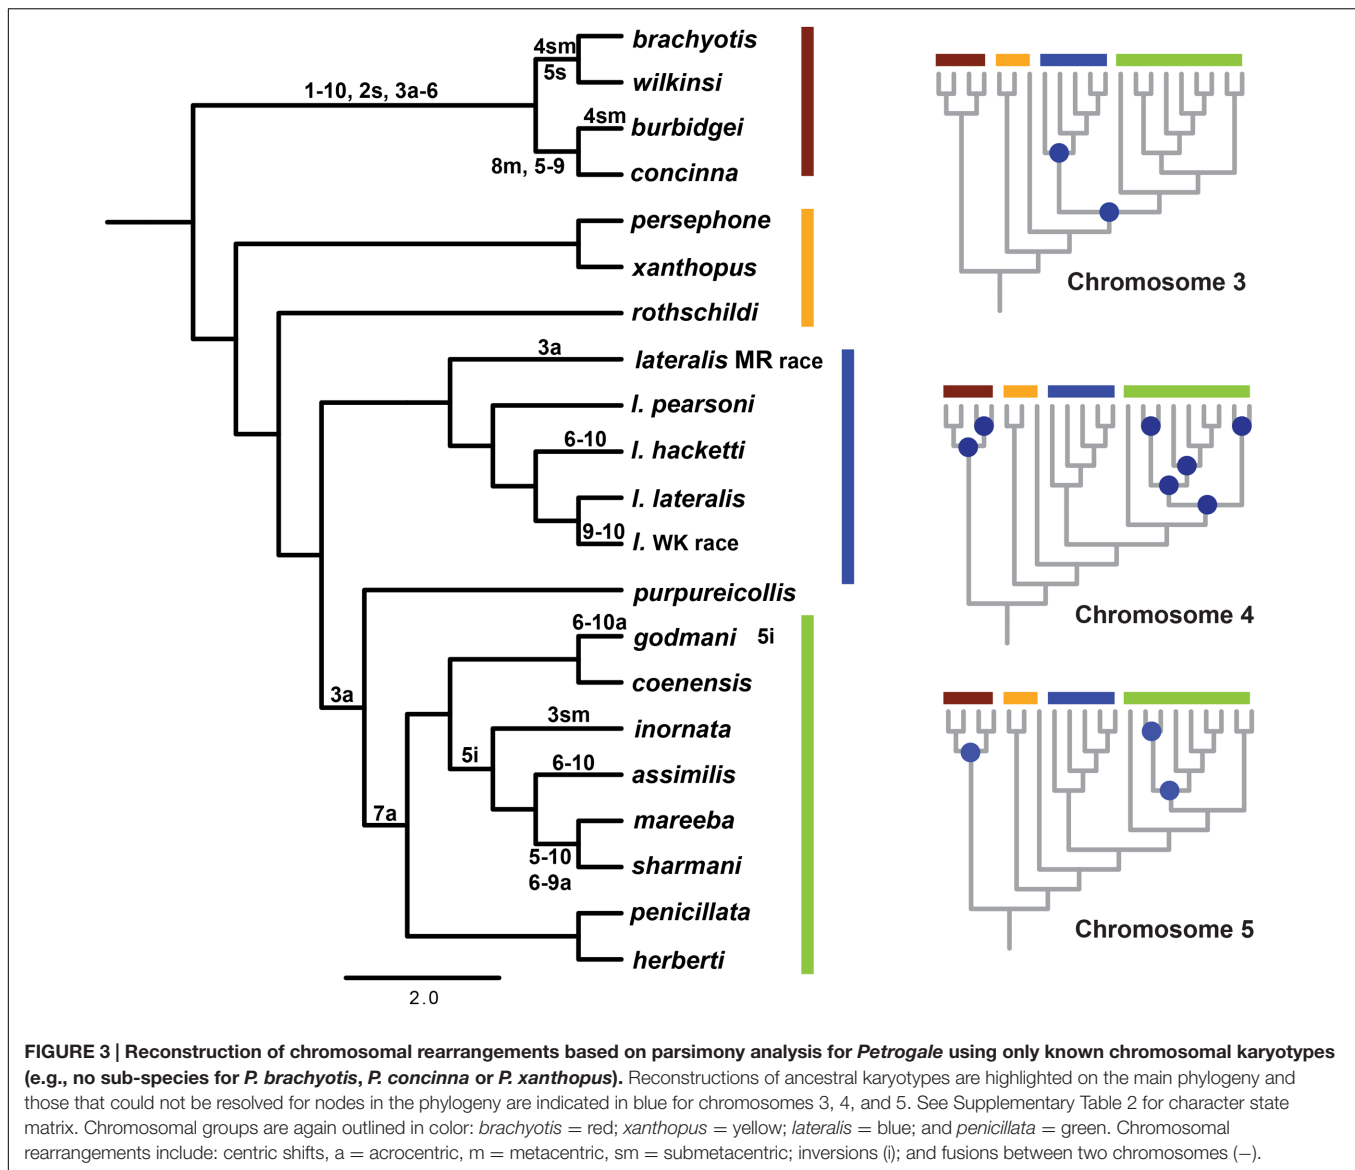 4sm
brachyotis
5s
wilkinsi
1-10, 2s, 3a-6
4sm
burbidgei
8m, 5-9
concinna
persephone
xanthopus
rothschildi
3a
lateralis MR race
l. pearsoni
6-10
l. hacketti
l. lateralis
9-10
l. WK race
purpureicollis
6-10a
godmani 5i
coenensis
3a
3sm
inornata
5i
6-10
assimilis
7a
mareeba
5-10
6-9a
sharmani
penicillata
herberti
2.0
Chromosome 3
Chromosome 4
Chromosome 5
FIGURE 3 | Reconstruction of chromosomal rearrangements based on parsimony analysis for Petrogale using only known chromosomal karyotypes
(e.g., no sub-species for P. brachyotis, P. concinna or P. xanthopus). Reconstructions of ancestral karyotypes are highlighted on the main phylogeny and
those that could not be resolved for nodes in the phylogeny are indicated in blue for chromosomes 3, 4, and 5. See Supplementary Table 2 for character state
matrix. Chromosomal groups are again outlined in color: brachyotis = red; xanthopus = yellow; lateralis = blue; and penicillata = green. Chromosomal
rearrangements include: centric shifts, a = acrocentric, m = metacentric, sm = submetacentric; inversions (i); and fusions between two chromosomes (−).